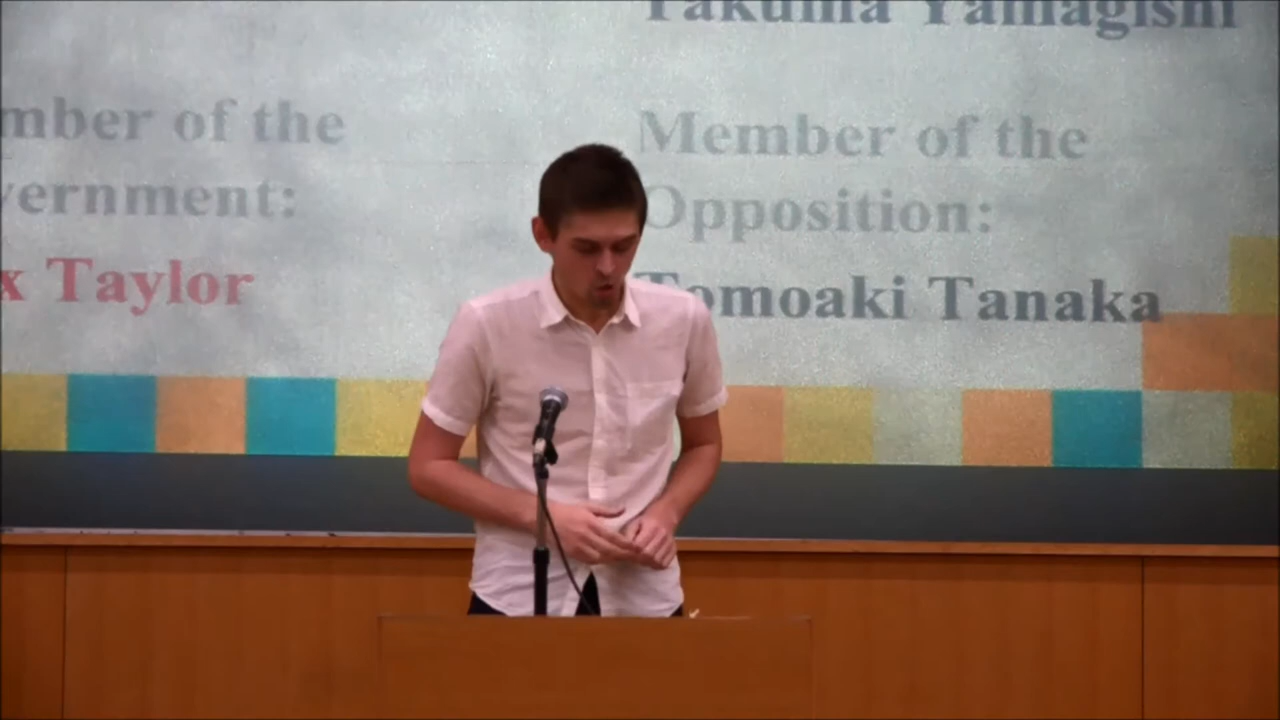 Takuma Yamagishi
mber of the
vernment:
x Taylor
Member of the
Opposition:
Tomoaki Tanaka